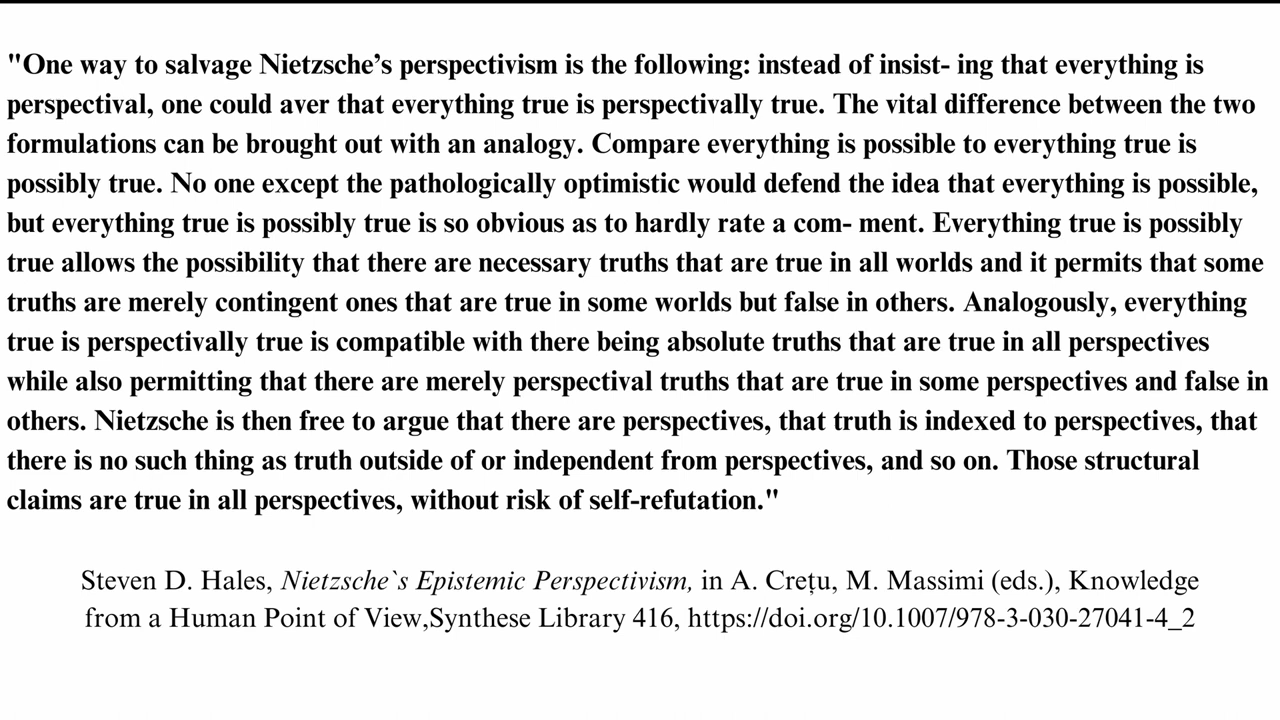 "One way to salvage Nietzsche’s perspectivism is the following: instead of insist- ing that everything is
perspectival, one could aver that everything true is perspectivally true. The vital difference between the two
formulations can be brought out with an analogy. Compare everything is possible to everything true is
possibly true. No one except the pathologically optimistic would defend the idea that everything is possible,
but everything true is possibly true is so obvious as to hardly rate a com- ment. Everything true is possibly
true allows the possibility that there are necessary truths that are true in all worlds and it permits that some
truths are merely contingent ones that are true in some worlds but false in others. Analogously, everything
true is perspectivally true is compatible with there being absolute truths that are true in all perspectives
while also permitting that there are merely perspectival truths that are true in some perspectives and false in
others. Nietzsche is then free to argue that there are perspectives, that truth is indexed to perspectives, that
there is no such thing as truth outside of or independent from perspectives, and so on. Those structural
claims are true in all perspectives, without risk of self-refutation."
Steven D. Hales, Nietzsche`s Epistemic Perspectivism, in A. Creţu, M. Massimi (eds.), Knowledge
from a Human Point of View,Synthese Library 416, https://doi.org/10.1007/978-3-030-27041-4_2